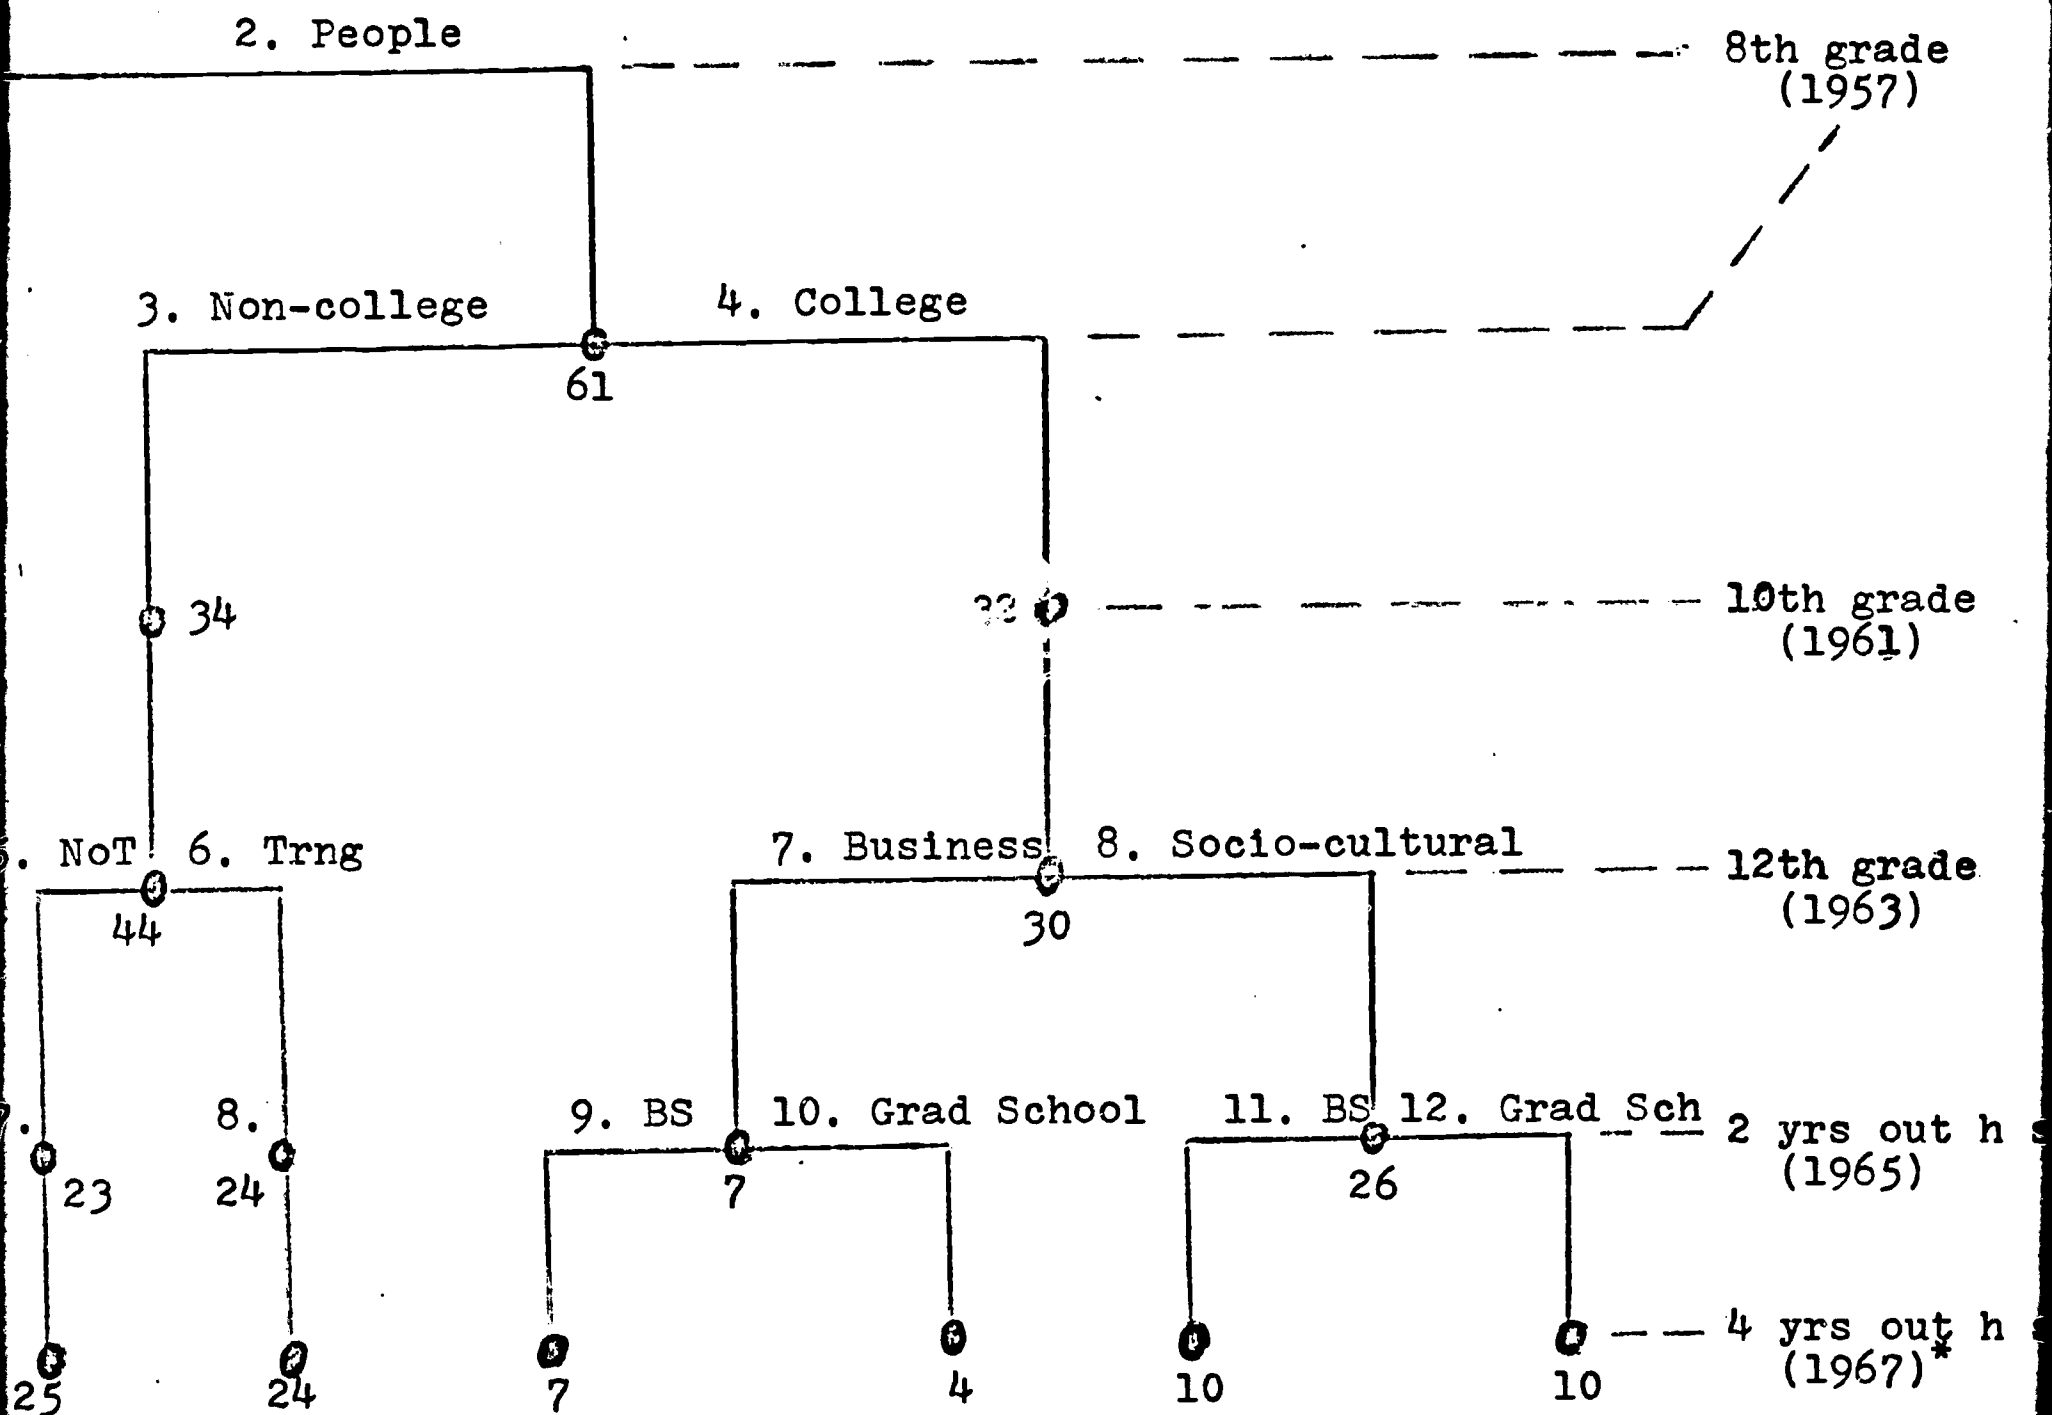 2. People
8th grade
(1957)
3. Non-college 4. College
61
34
10th grade
(1961)
. NoT 6. Trng 7. Business 8. Socio-cultural
12th grade
(1963)
44 30
8. 9. BS 10. Grad School 11. BS 12. Grad Sch
2 yrs out h
(1965)
23 24 7 26
4 yrs out h
(1967)*
25 24 7 4 10 10